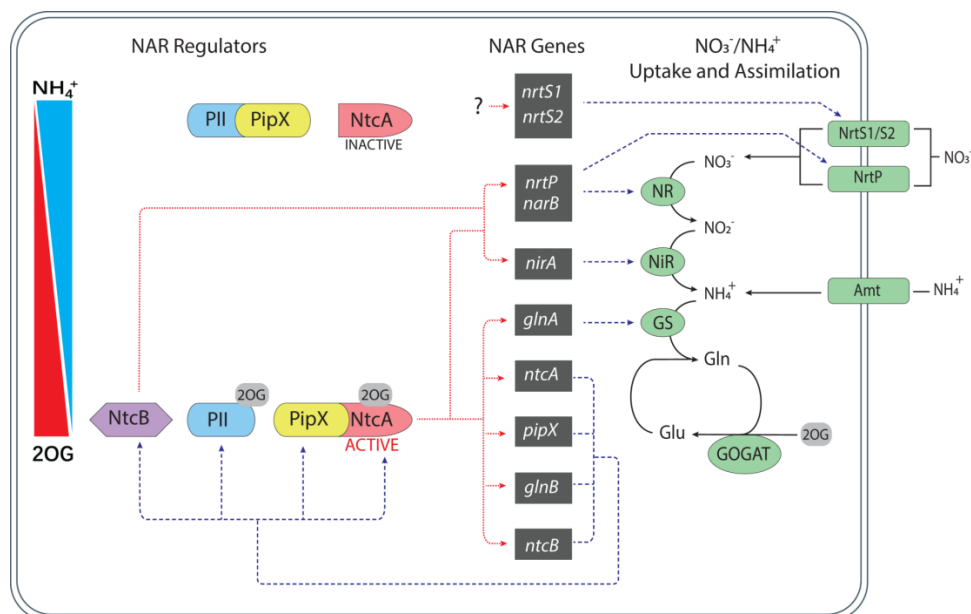 NAR Regulators
NAR Genes
NO₃⁻/NH₄⁺
Uptake and Assimilation
NH₄⁺
2OG
PII
PipX
NtcA
INACTIVE
?
nrtS1
nrtS2
nrtP
narB
nirA
glnA
ntcA
pipX
glnB
ntcB
NtcB
PII
2OG
PipX
NtcA
2OG
ACTIVE
NrtS1/S2
NrtP
NO₃⁻
NO₃⁻
NR
NO₂⁻
NiR
NH₄⁺
Amt
NH₄⁺
GS
Gln
Glu
2OG
GOGAT